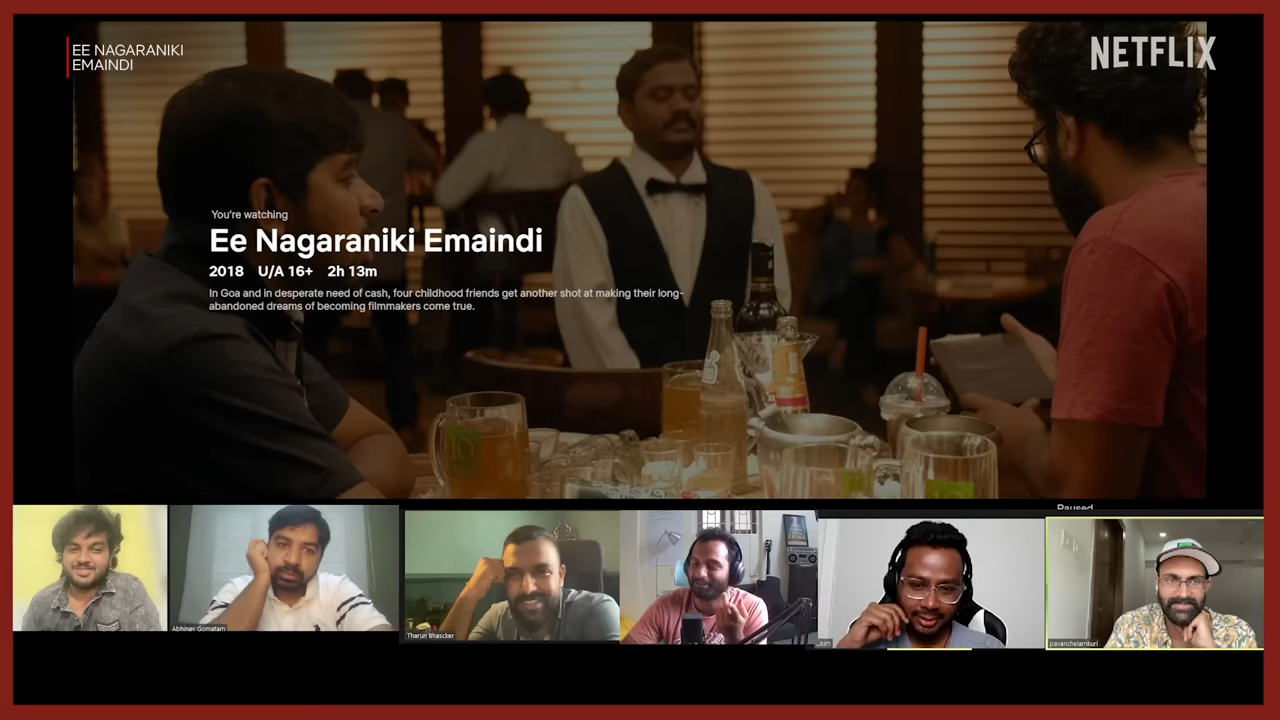 EE NAGARANIKI
EMAINDI
NETFLIX
You're watching
Ee Nagaraniki Emaindi
2018 U/A 16+ 2h 13m
In Goa and in desperate need of cash, four childhood friends get another shot at making their long-
abandoned dreams of becoming filmmakers come true.
Paused
Abhinav Gomatam
Tharun Bhascker
pavanchelamkuri